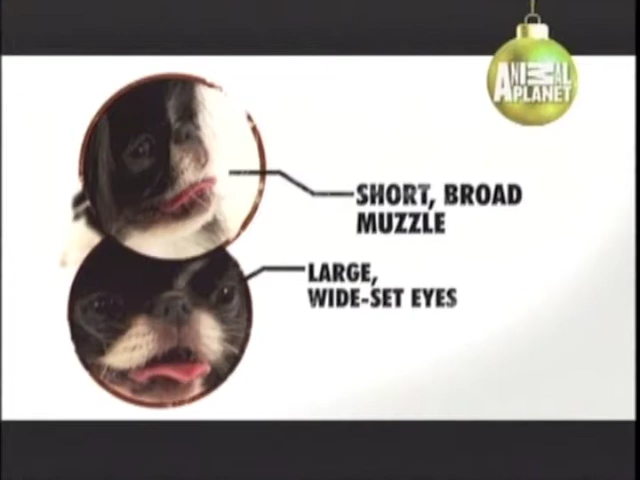 ANIMAL
PLANET
SHORT, BROAD
MUZZLE
LARGE,
WIDE-SET EYES